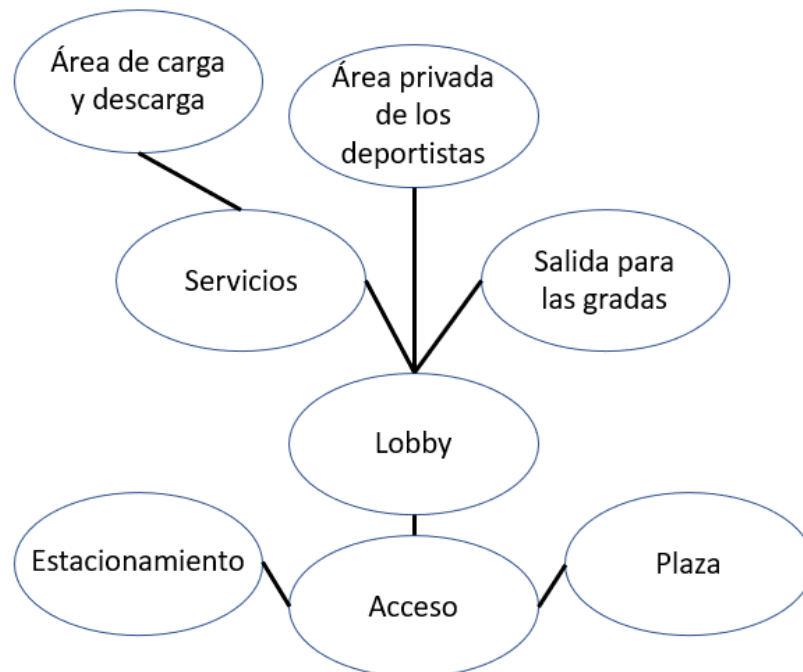 Área de carga
y descarga
Área privada
de los
deportistas
Servicios
Salida para
las gradas
Lobby
Estacionamiento
Acceso
Plaza